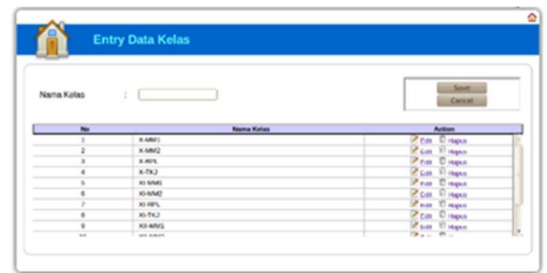 Entry Data Kelas
Nama Kelas :
Save
Cancel
No Nama Kelas Action
1 X-MM1 Edit Hapus
2 X-MM2 Edit Hapus
3 X-RPL Edit Hapus
4 X-TKJ Edit Hapus
5 XI-MM1 Edit Hapus
6 XI-MM2 Edit Hapus
7 XI-RPL Edit Hapus
8 XI-TKJ Edit Hapus
9 XII-MM1 Edit Hapus